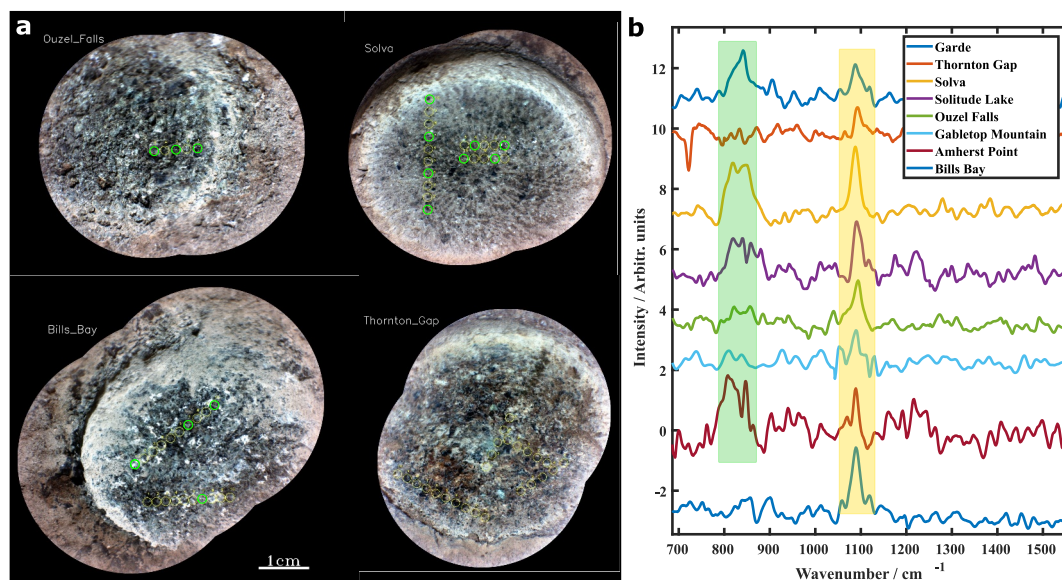 a
Ouzel_Falls
Solva
Bills_Bay
Thornton_Gap
1cm
b
Garde
Thornton Gap
Solva
Solitude Lake
Ouzel Falls
Gabletop Mountain
Amherst Point
Bills Bay
Intensity / Arbitr. units
12
10
8
6
4
2
0
-2
700 800 900 1000 1100 1200 1300 1400 1500
Wavenumber / cm -1